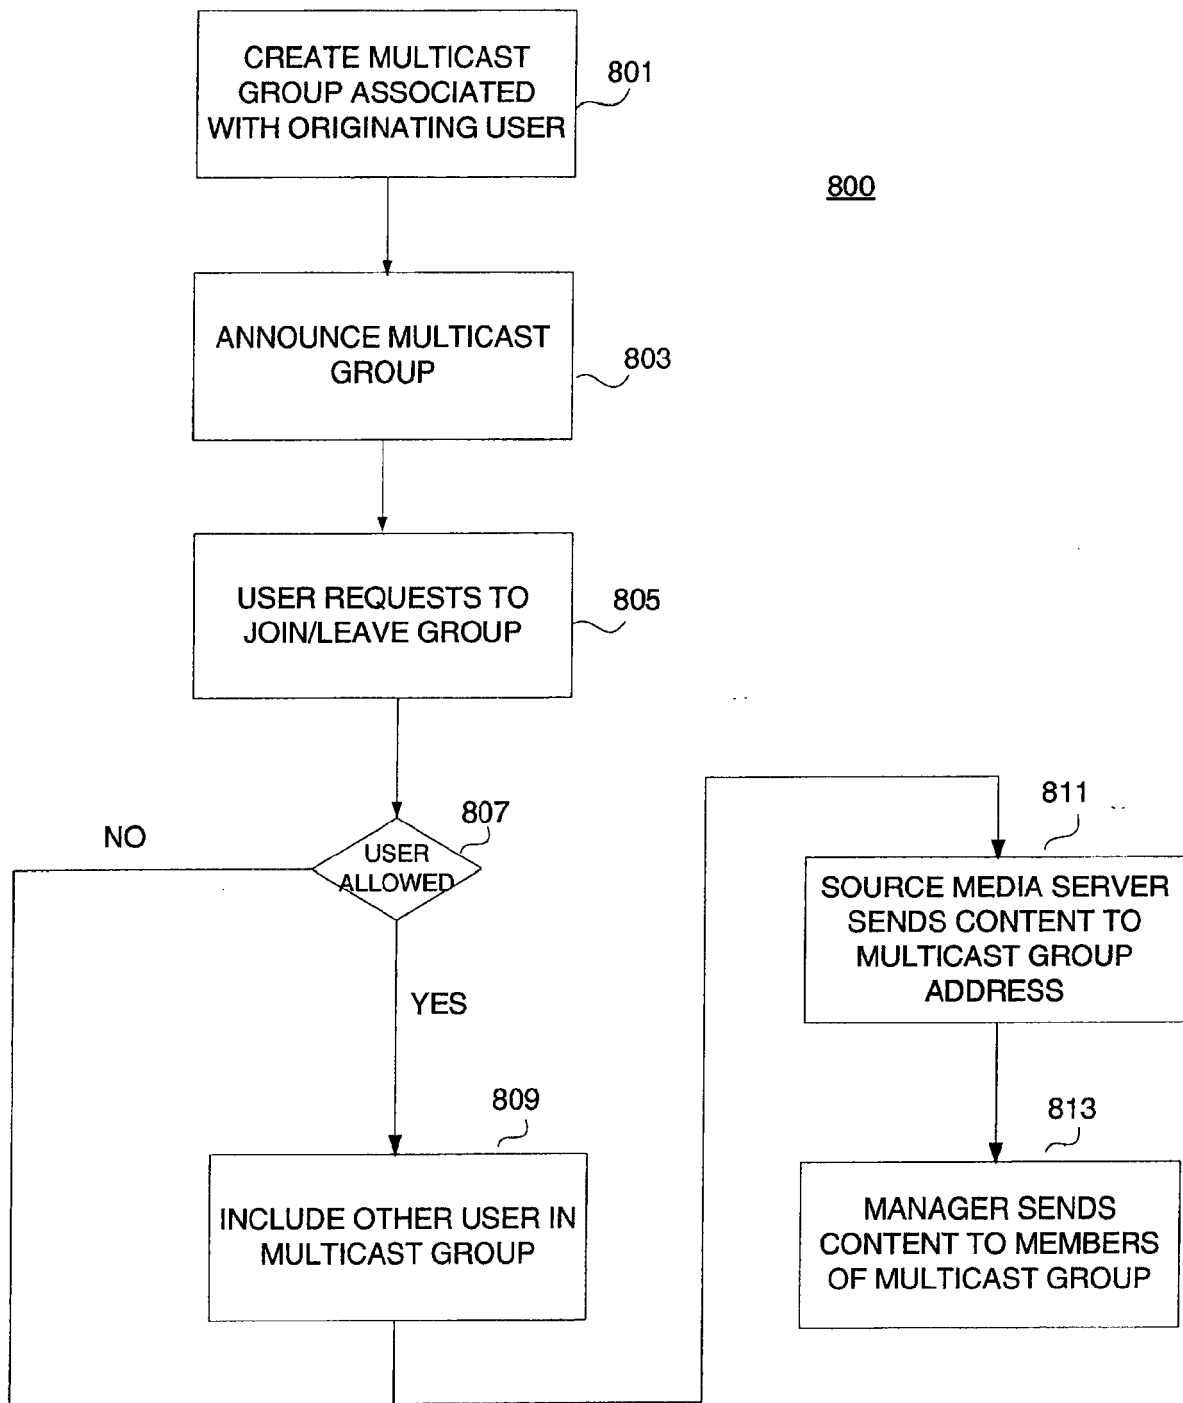 CREATE MULTICAST
GROUP ASSOCIATED
WITH ORIGINATING USER
801
800
ANNOUNCE MULTICAST
GROUP
803
USER REQUESTS TO
JOIN/LEAVE GROUP
805
807
NO
USER
ALLOWED
YES
809
INCLUDE OTHER USER IN
MULTICAST GROUP
811
SOURCE MEDIA SERVER
SENDS CONTENT TO
MULTICAST GROUP
ADDRESS
813
MANAGER SENDS
CONTENT TO MEMBERS
OF MULTICAST GROUP